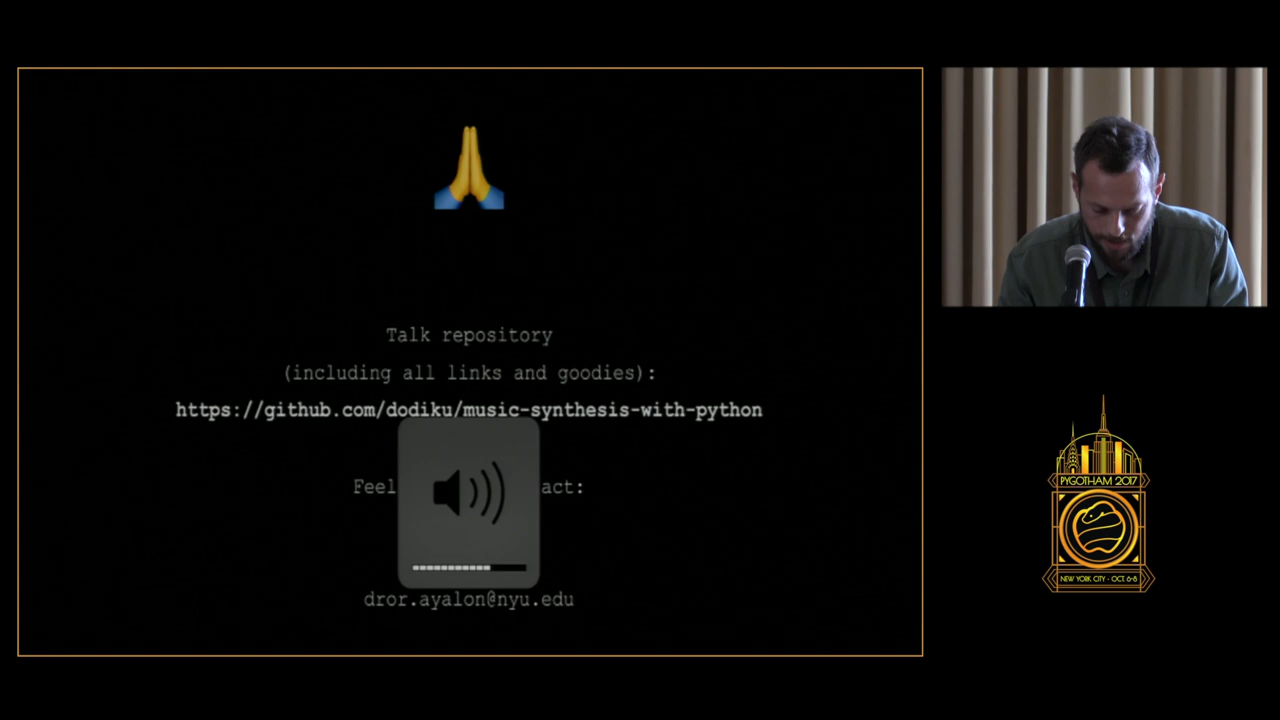 Talk repository
(including all links and goodies):
https://github.com/dodiku/music-synthesis-with-python
Feel act:
dror.ayalon@nyu.edu
PYGOTHAM 2017
NEW YORK CITY - OCT. 6-8